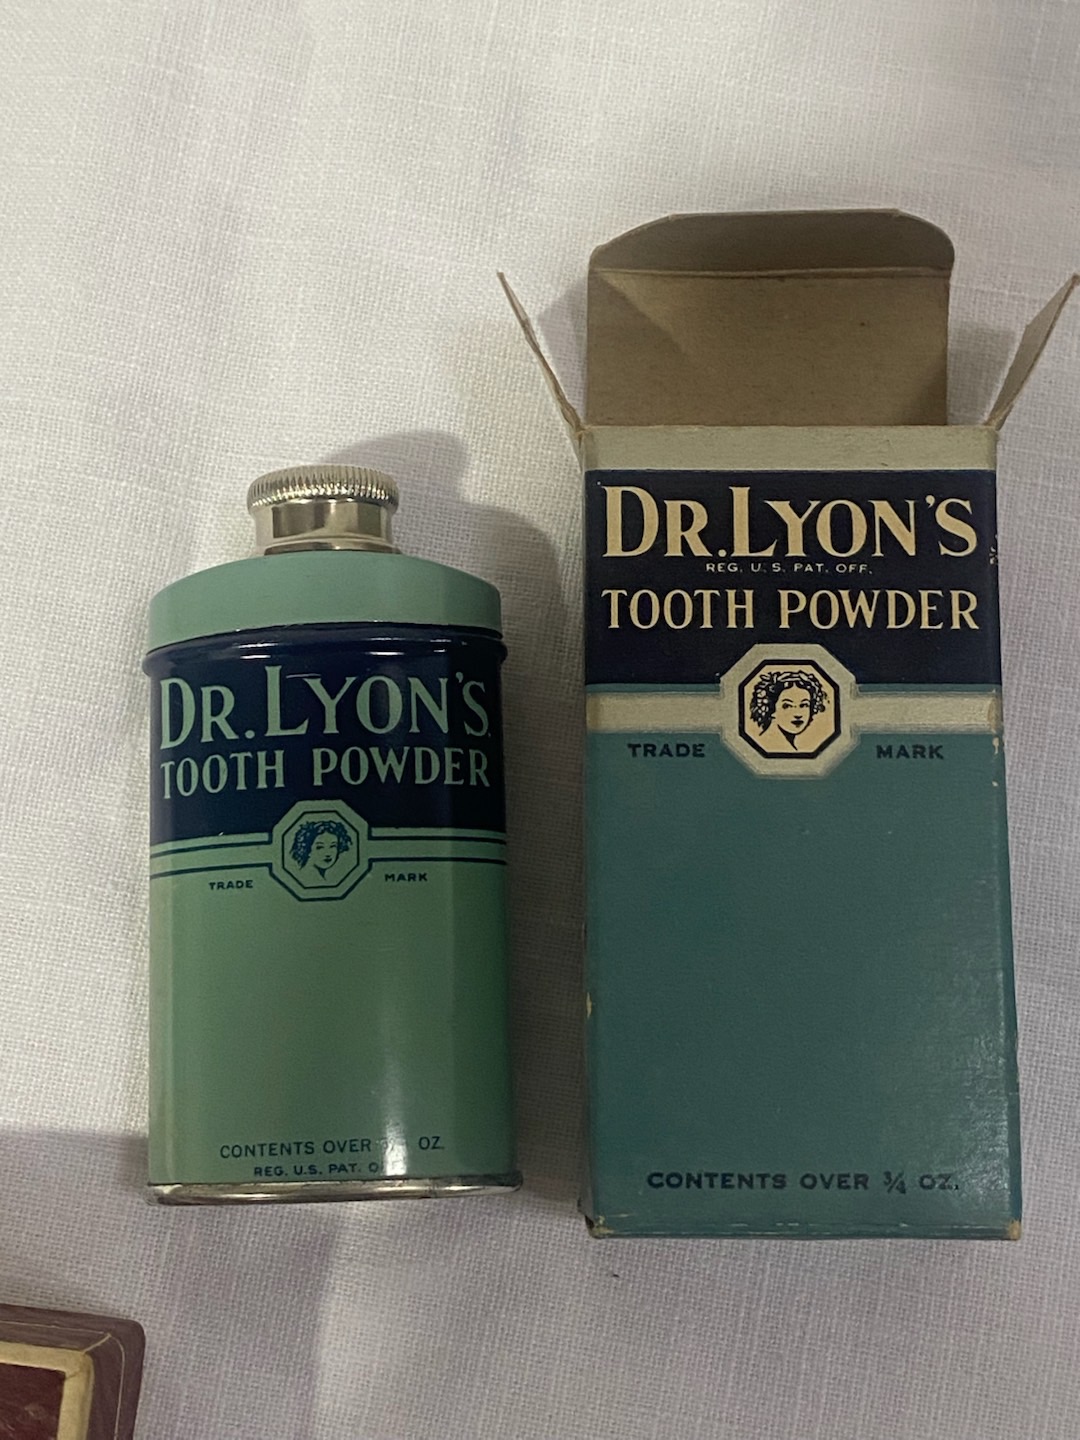 DR. LYON'S
TOOTH POWDER
TRADE MARK
CONTENTS OVER OZ.
REG. U.S. PAT.
DR. LYON'S
REG. U.S. PAT. OFF.
TOOTH POWDER
TRADE MARK
CONTENTS OVER ¾ OZ.